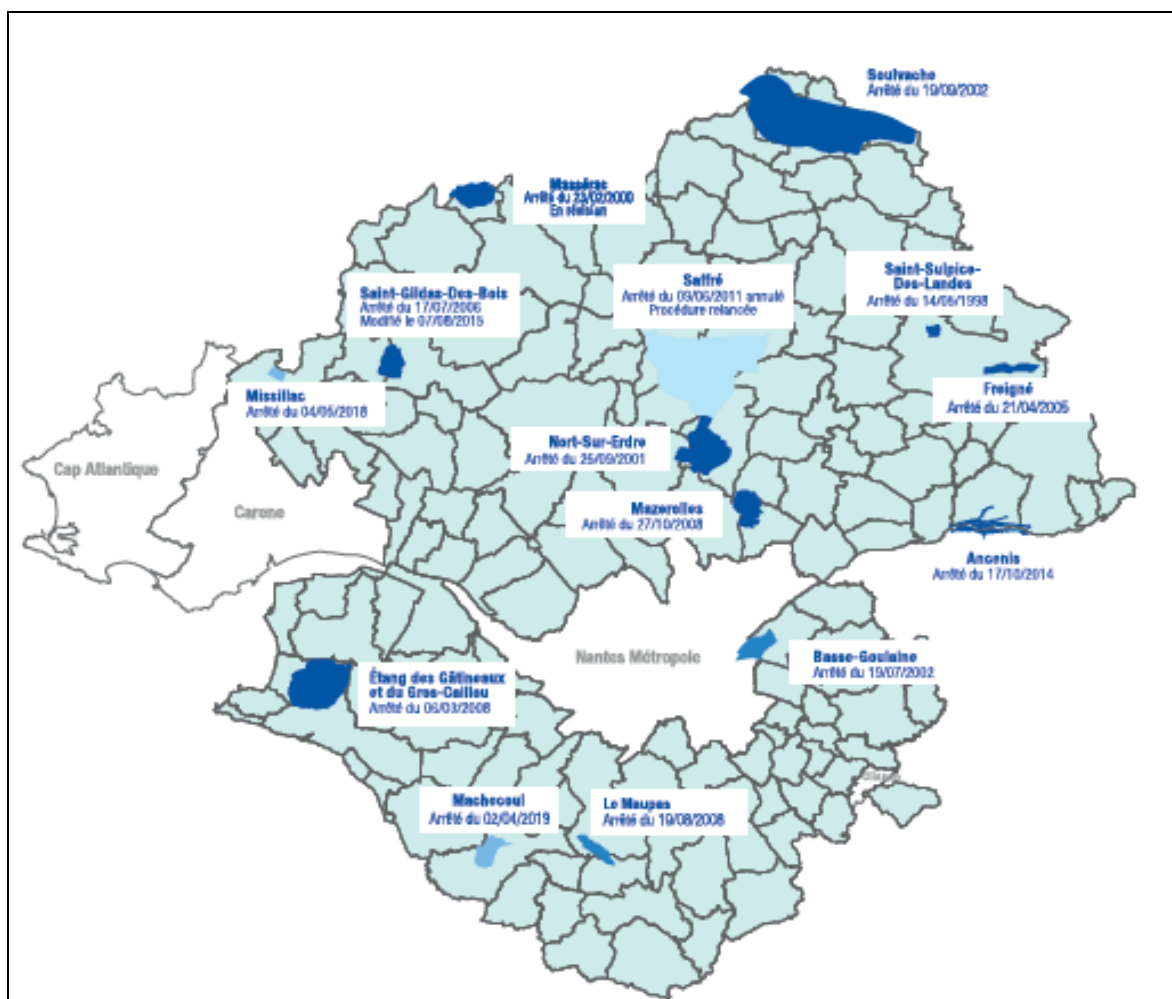 Soulvache
Arrêté du 19/09/2002
Massérac
Arrêté du 23/02/2000
En révision
Saffré
Arrêté du 09/06/2011 annulé
Procédure relancée
Saint-Sulpice-
Des-Landes
Arrêté du 14/05/1998
Saint-Gildas-Des-Bois
Arrêté du 17/07/2006
Modifié le 07/08/2015
Freigné
Arrêté du 21/04/2005
Missillac
Arrêté du 04/05/2018
Nort-Sur-Erdre
Arrêté du 25/09/2001
Cap Atlantique
Carene
Mazerolles
Arrêté du 27/10/2008
Ancenis
Arrêté du 17/10/2014
Nantes Métropole
Basse-Goulaine
Arrêté du 19/07/2002
Étang des Gâtineaux
et du Gros-Caillou
Arrêté du 06/03/2008
Machecoul
Arrêté du 02/04/2019
Le Maupas
Arrêté du 19/08/2008